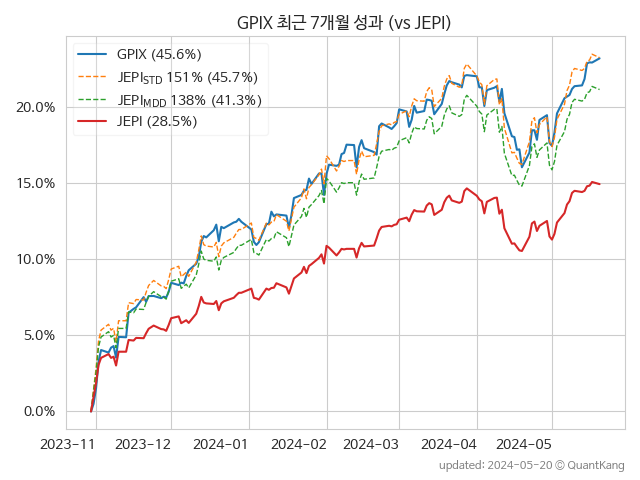 GPIX 최근 7개월 성과 (vs JEPI)
GPIX (45.6%)
JEPI_STD 151% (45.7%)
JEPI_MDD 138% (41.3%)
JEPI (28.5%)
20.0%
15.0%
10.0%
5.0%
0.0%
2023-11 2023-12 2024-01 2024-02 2024-03 2024-04 2024-05
updated: 2024-05-20 © QuantKang